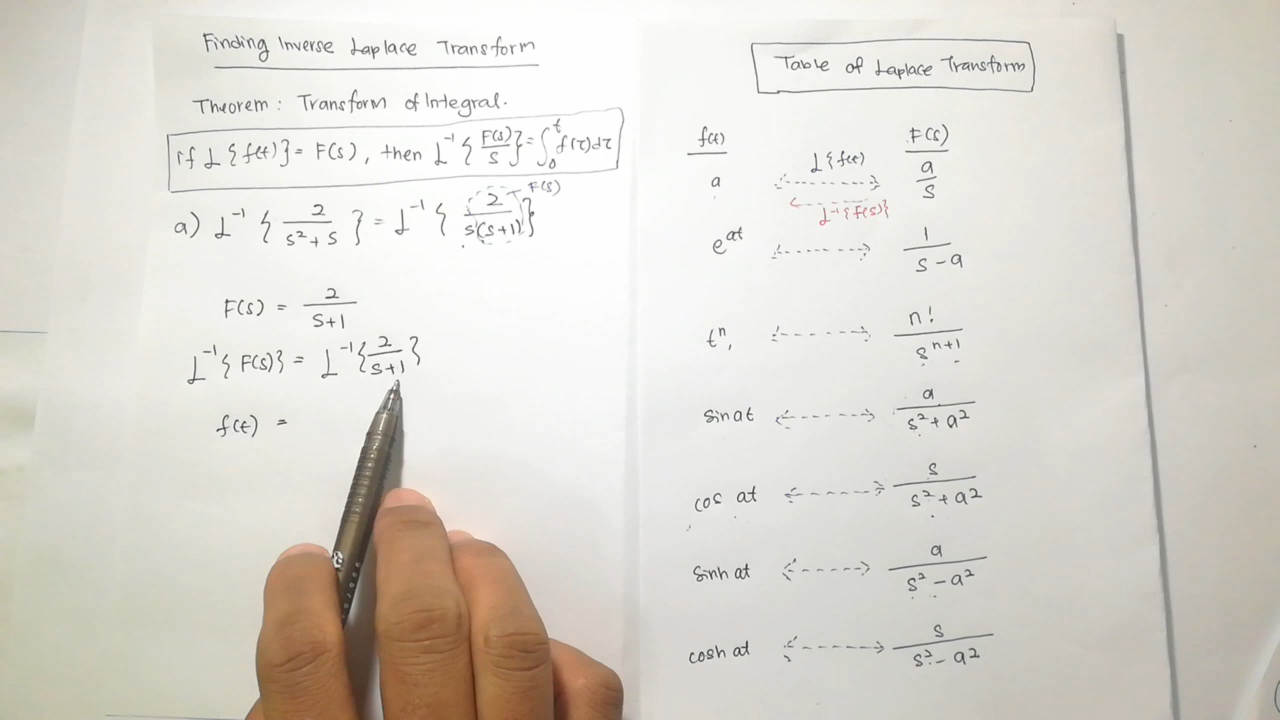 Finding Inverse Laplace Transform
Theorem: Transform of Integral.
if L{f(t)} = F(s), then L⁻¹{F(s)/s} = ∫₀ᵗ f(τ)dτ
a) L⁻¹{2/(s²+s)} = L⁻¹{2/(s(s+1))} F(s)
F(s) = 2/(s+1)
L⁻¹{F(s)} = L⁻¹{2/(s+1)}
f(t) =
Table of Laplace Transform
f(t) F(s)
L{f(t)}
a a/s
L⁻¹{F(s)}
e^at 1/(s-a)
tⁿ, n!/s^(n+1)
sin at a/(s²+a²)
cos at s/(s²+a²)
sinh at a/(s²-a²)
cosh at s/(s²-a²)